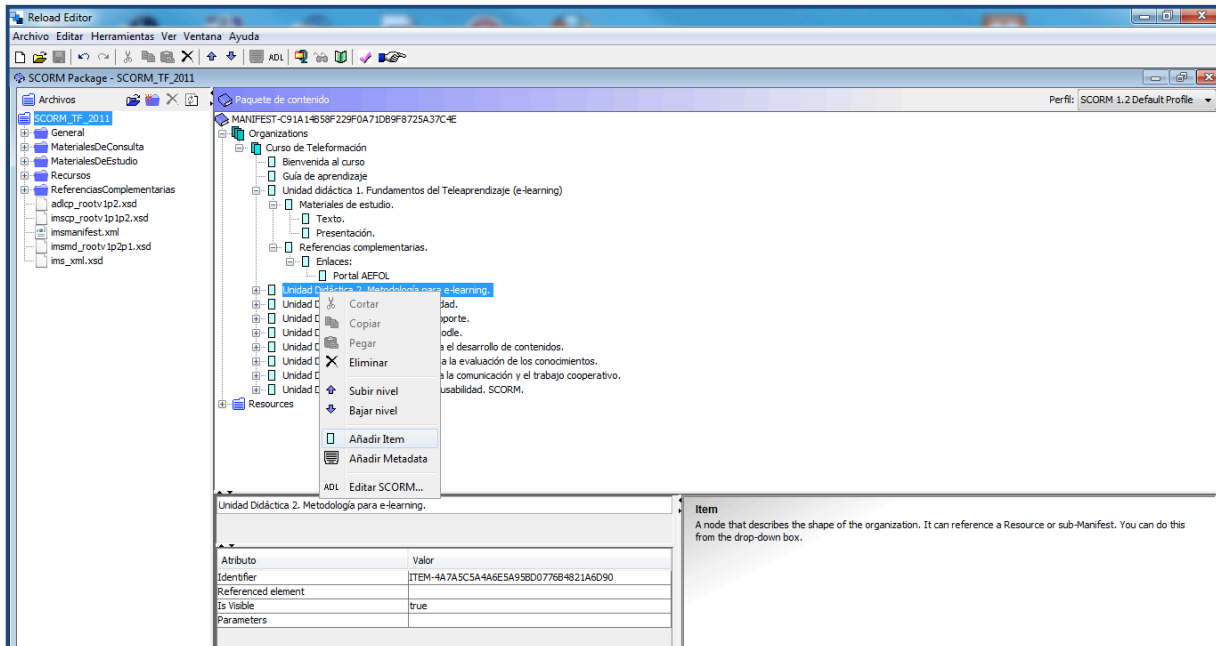 Reload Editor
Archivo Editar Herramientas Ver Ventana Ayuda
ADL
SCORM Package - SCORM_TF_2011
Archivos
Paquete de contenido
Perfil: SCORM 1.2 Default Profile
SCORM_TF_2011
General
MaterialesDeConsulta
MaterialesDeEstudio
Recursos
ReferenciasComplementarias
adlcp_rootv1p2.xsd
imscp_rootv1p1p2.xsd
imsmanifest.xml
imsmd_rootv1p2p1.xsd
ims_xml.xsd
MANIFEST-C91A14B58F229F0A71DB9F8725A37C4E
Organizations
Curso de Teleformación
Bienvenida al curso
Guía de aprendizaje
Unidad didáctica 1. Fundamentos del Teleaprendizaje (e-learning)
Materiales de estudio.
Texto.
Presentación.
Referencias complementarias.
Enlaces:
Portal AEFOL
Unidad Didáctica 2. Metodología para e-learning.
Unidad D dad.
Unidad D oporte.
Unidad D odle.
Unidad D a el desarrollo de contenidos.
Unidad D a la evaluación de los conocimientos.
Unidad D a la comunicación y el trabajo cooperativo.
Unidad D usabilidad. SCORM.
Resources
Cortar
Copiar
Pegar
Eliminar
Subir nivel
Bajar nivel
Añadir Item
Añadir Metadata
ADL Editar SCORM...
Unidad Didáctica 2. Metodología para e-learning.
Atributo Valor
Identifier ITEM-4A7A5C5A4A6E5A95BD0776B4821A6D90
Referenced element
Is Visible true
Parameters
Item
A node that describes the shape of the organization. It can reference a Resource or sub-Manifest. You can do this
from the drop-down box.